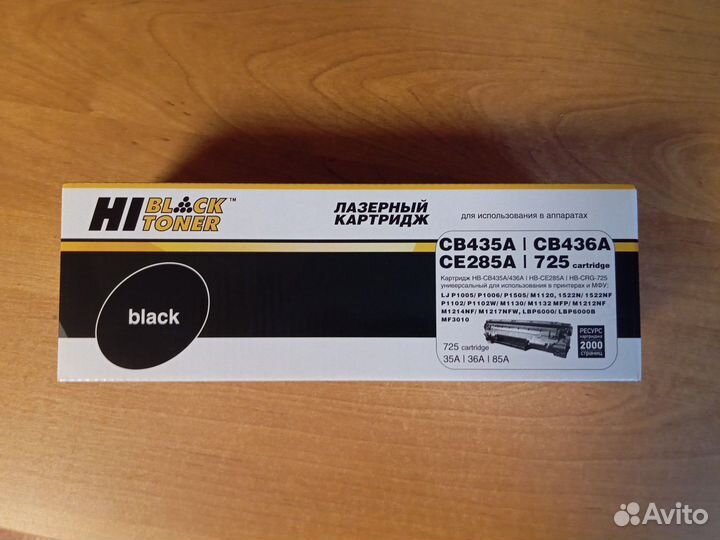 HI BLACK TONER™
ЛАЗЕРНЫЙ
КАРТРИДЖ
для использования в аппаратах
CB435A | CB436A
CE285A | 725 cartridge
Картридж HB-CB435A/436A | HB-CE285A | HB-CRG-725
универсальный для использования в принтерах и МФУ:
LJ P1005/ P1006/ P1505/ M1120, 1522N/ 1522NF
P1102/ P1102W/ M1130/ M1132 MFP/ M1212NF
M1214NF/ M1217NFW, LBP6000/ LBP6000B
MF3010
black
725 cartridge
35A | 36A | 85A
РЕСУРС
картриджа
2000
страниц
Avito